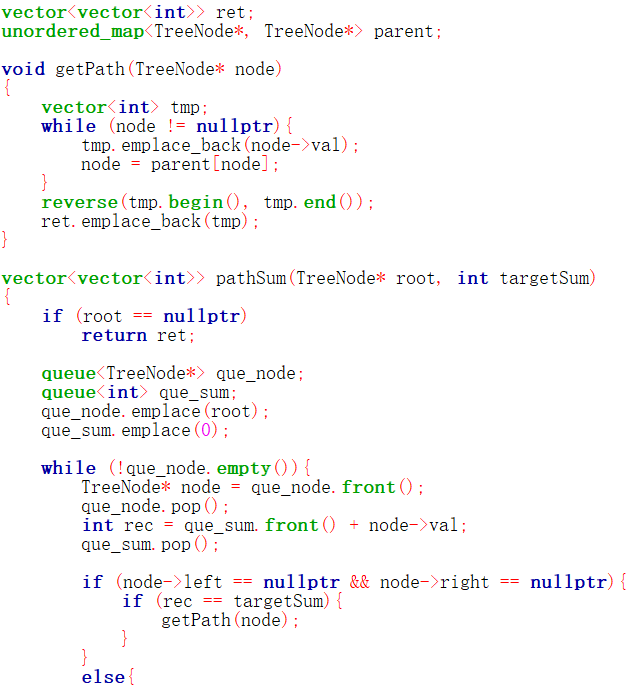 vector<vector<int>> ret;
unordered_map<TreeNode*, TreeNode*> parent;
void getPath(TreeNode* node)
{
    vector<int> tmp;
    while (node != nullptr){
        tmp.emplace_back(node->val);
        node = parent[node];
    }
    reverse(tmp.begin(), tmp.end());
    ret.emplace_back(tmp);
}
vector<vector<int>> pathSum(TreeNode* root, int targetSum)
{
    if (root == nullptr)
        return ret;
    queue<TreeNode*> que_node;
    queue<int> que_sum;
    que_node.emplace(root);
    que_sum.emplace(0);
    while (!que_node.empty()){
        TreeNode* node = que_node.front();
        que_node.pop();
        int rec = que_sum.front() + node->val;
        que_sum.pop();
        if (node->left == nullptr && node->right == nullptr){
            if (rec == targetSum){
                getPath(node);
            }
        }
        else{